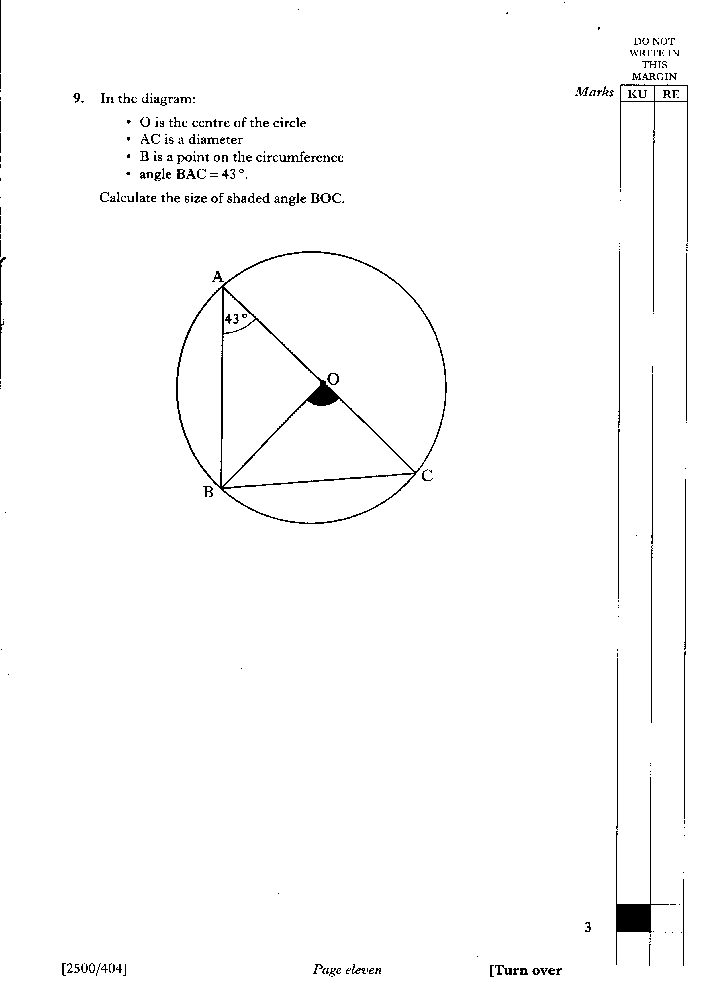 DO NOT
WRITE IN
THIS
MARGIN
Marks KU RE
9. In the diagram:
• O is the centre of the circle
• AC is a diameter
• B is a point on the circumference
• angle BAC = 43°.
Calculate the size of shaded angle BOC.
A
43°
O
C
B
3
[2500/404] Page eleven [Turn over